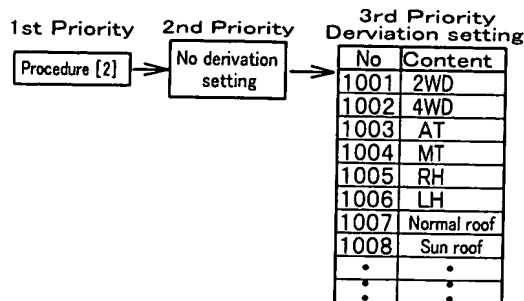 1st Priority
2nd Priority
3rd Priority
Derviation setting
Procedure [2]
No derivation
setting
No Content
1001 2WD
1002 4WD
1003 AT
1004 MT
1005 RH
1006 LH
1007 Normal roof
1008 Sun roof